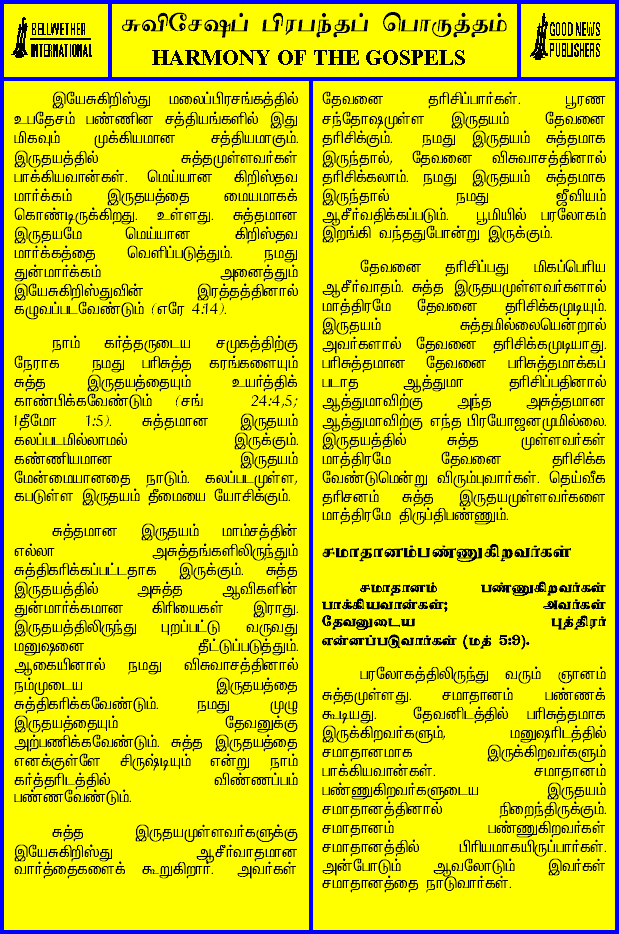 BELLWETHER
INTERNATIONAL
சுவிசேஷப் பிரபந்தப் பொருத்தம்
HARMONY OF THE GOSPELS
GOOD NEWS
PUBLISHERS
இயேசுகிறிஸ்து மலைப்பிரசங்கத்தில்
உபதேசம் பண்ணின சத்தியங்களில் இது
மிகவும் முக்கியமான சத்தியமாகும்.
இருதயத்தில் சுத்தமுள்ளவர்கள்
பாக்கியவான்கள். மெய்யான கிறிஸ்தவ
மார்க்கம் இருதயத்தை மையமாகக்
கொண்டிருக்கிறது. உள்ளது. சுத்தமான
இருதயமே மெய்யான கிறிஸ்தவ
மார்க்கத்தை வெளிப்படுத்தும். நமது
துன்மார்க்கம் அனைத்தும்
இயேசுகிறிஸ்துவின் இரத்தத்தினால்
கழுவப்படவேண்டும் (எரே 4:14).
நாம் கர்த்தருடைய சமுகத்திற்கு
நேராக நமது பரிசுத்த கரங்களையும்
சுத்த இருதயத்தையும் உயர்த்திக்
காண்பிக்கவேண்டும் (சங் 24:4,5;
1தீமோ 1:5). சுத்தமான இருதயம்
கலப்படமில்லாமல் இருக்கும்.
கண்ணியமான இருதயம்
மேன்மையானதை நாடும். கலப்படமுள்ள,
கபடுள்ள இருதயம் தீமையை யோசிக்கும்.
சுத்தமான இருதயம் மாம்சத்தின்
எல்லா அசுத்தங்களிலிருந்தும்
சுத்திகரிக்கப்பட்டதாக இருக்கும். சுத்த
இருதயத்தில் அசுத்த ஆவிகளின்
துன்மார்க்கமான கிரியைகள் இராது.
இருதயத்திலிருந்து புறப்பட்டு வருவது
மனுஷனை தீட்டுப்படுத்தும்.
ஆகையினால் நமது விசுவாசத்தினால்
நம்முடைய இருதயத்தை
சுத்திகரிக்கவேண்டும். நமது முழு
இருதயத்தையும் தேவனுக்கு
அற்பணிக்கவேண்டும். சுத்த இருதயத்தை
எனக்குள்ளே சிருஷ்டியும் என்று நாம்
கர்த்தரிடத்தில் விண்ணப்பம்
பண்ணவேண்டும்.
சுத்த இருதயமுள்ளவர்களுக்கு
இயேசுகிறிஸ்து ஆசீர்வாதமான
வார்த்தைகளைக் கூறுகிறார். அவர்கள்
தேவனை தரிசிப்பார்கள். பூரண
சந்தோஷமுள்ள இருதயம் தேவனை
தரிசிக்கும். நமது இருதயம் சுத்தமாக
இருந்தால், தேவனை விசுவாசத்தினால்
தரிசிக்கலாம். நமது இருதயம் சுத்தமாக
இருந்தால் நமது ஜீவியம்
ஆசீர்வதிக்கப்படும். பூமியில் பரலோகம்
இறங்கி வந்ததுபோன்று இருக்கும்.
தேவனை தரிசிப்பது மிகப்பெரிய
ஆசீர்வாதம். சுத்த இருதயமுள்ளவர்களால்
மாத்திரமே தேவனை தரிசிக்கமுடியும்.
இருதயம் சுத்தமில்லையென்றால்
அவர்களால் தேவனை தரிசிக்கமுடியாது.
பரிசுத்தமான தேவனை பரிசுத்தமாக்கப்
படாத ஆத்துமா தரிசிப்பதினால்
ஆத்துமாவிற்கு அந்த அசுத்தமான
ஆத்துமாவிற்கு எந்த பிரயோஜனமுமில்லை.
இருதயத்தில் சுத்த முள்ளவர்கள்
மாத்திரமே தேவனை தரிசிக்க
வேண்டுமென்று விரும்புவார்கள். தெய்வீக
தரிசனம் சுத்த இருதயமுள்ளவர்களை
மாத்திரமே திருப்திபண்ணும்.
சமாதானம்பண்ணுகிறவர்கள்
சமாதானம் பண்ணுகிறவர்கள்
பாக்கியவான்கள்; அவர்கள்
தேவனுடைய புத்திரர்
என்னப்படுவார்கள் (மத் 5:9).
பரலோகத்திலிருந்து வரும் ஞானம்
சுத்தமுள்ளது. சமாதானம் பண்ணக்
கூடியது. தேவனிடத்தில் பரிசுத்தமாக
இருக்கிறவர்களும், மனுஷரிடத்தில்
சமாதானமாக இருக்கிறவர்களும்
பாக்கியவான்கள். சமாதானம்
பண்ணுகிறவர்களுடைய இருதயம்
சமாதானத்தினால் நிறைந்திருக்கும்.
சமாதானம் பண்ணுகிறவர்கள்
சமாதானத்தில் பிரியமாகயிருப்பார்கள்.
அன்போடும் ஆவலோடும் இவர்கள்
சமாதானத்தை நாடுவார்கள்.